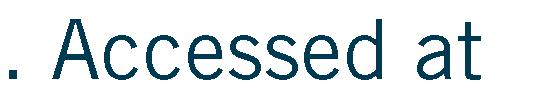 . Accessed at